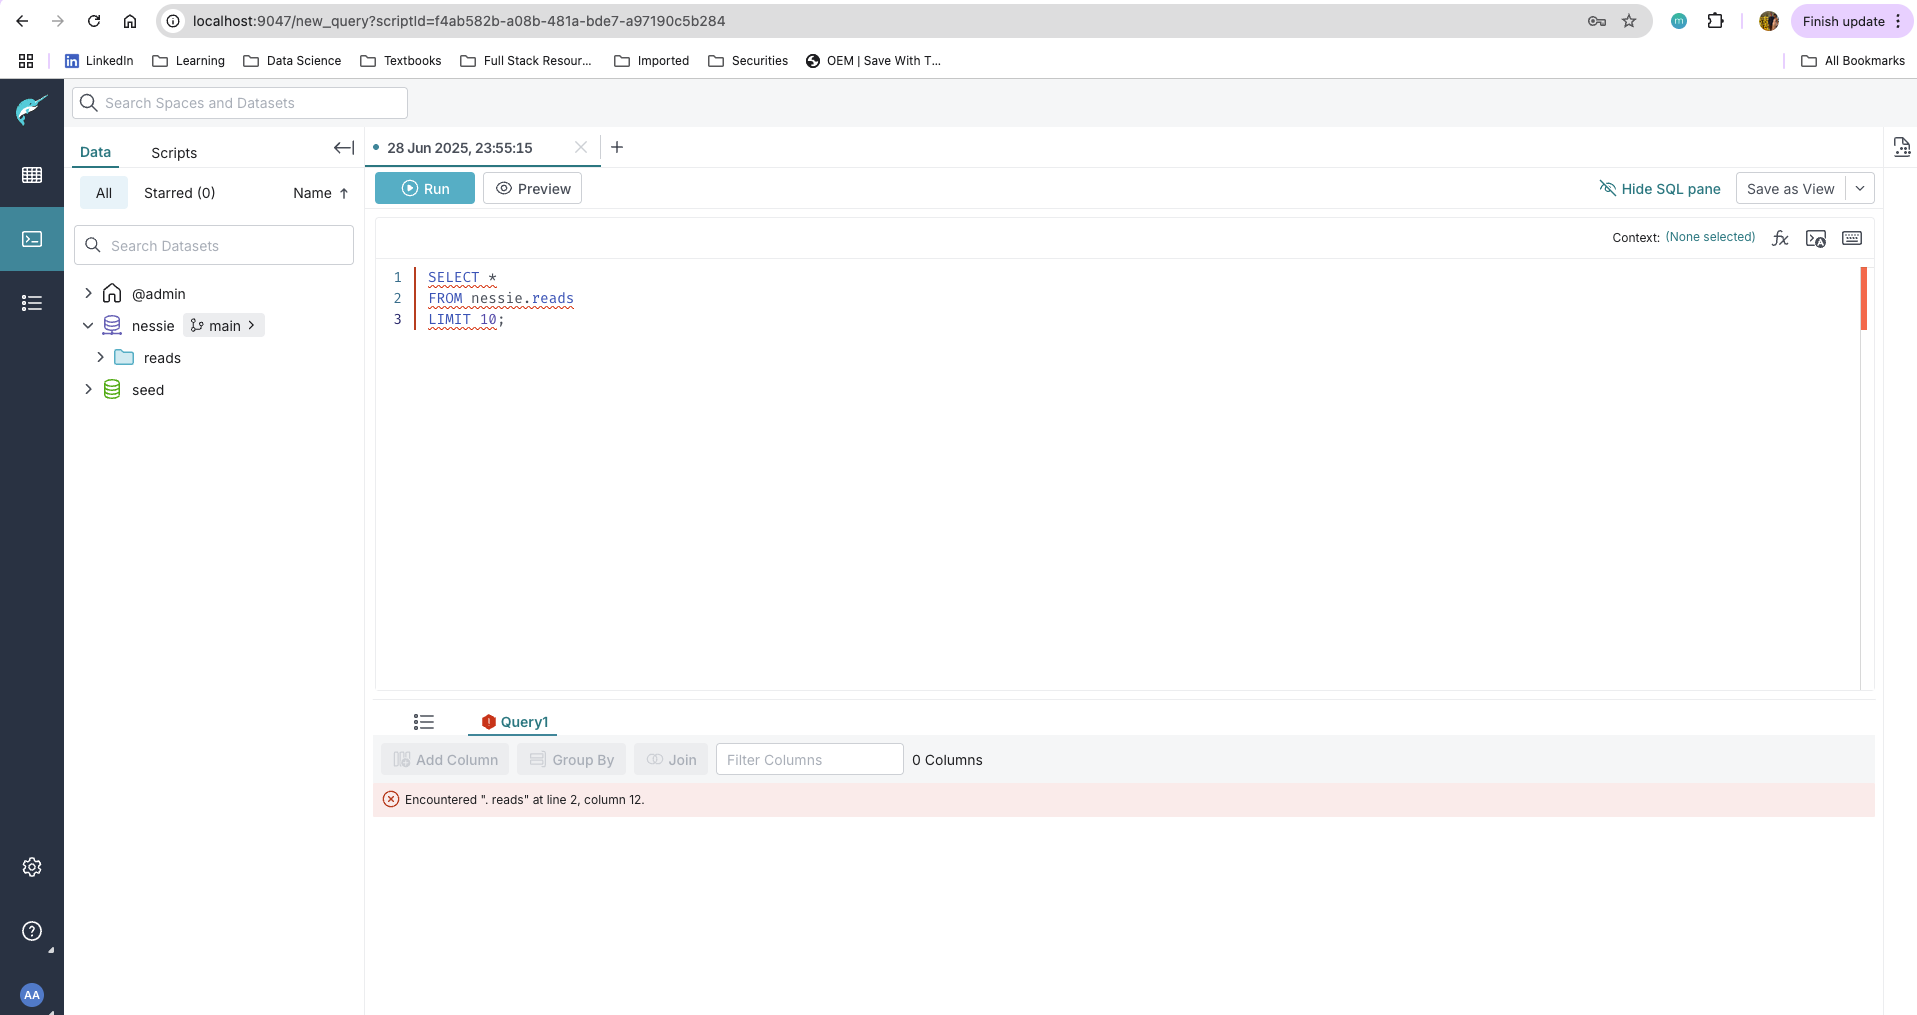 localhost:9047/new_query?scriptId=f4ab582b-a08b-481a-bde7-a97190c5b284
m
Finish update
LinkedIn
Learning
Data Science
Textbooks
Full Stack Resour...
Imported
Securities
OEM | Save With T...
All Bookmarks
Search Spaces and Datasets
Data
Scripts
28 Jun 2025, 23:55:15
All
Starred (0)
Name
Run
Preview
Hide SQL pane
Save as View
Search Datasets
Context: (None selected)
@admin
nessie main
reads
seed
1 SELECT *
2 FROM nessie.reads
3 LIMIT 10;
Query1
Add Column
Group By
Join
Filter Columns
0 Columns
Encountered ". reads" at line 2, column 12.
AA